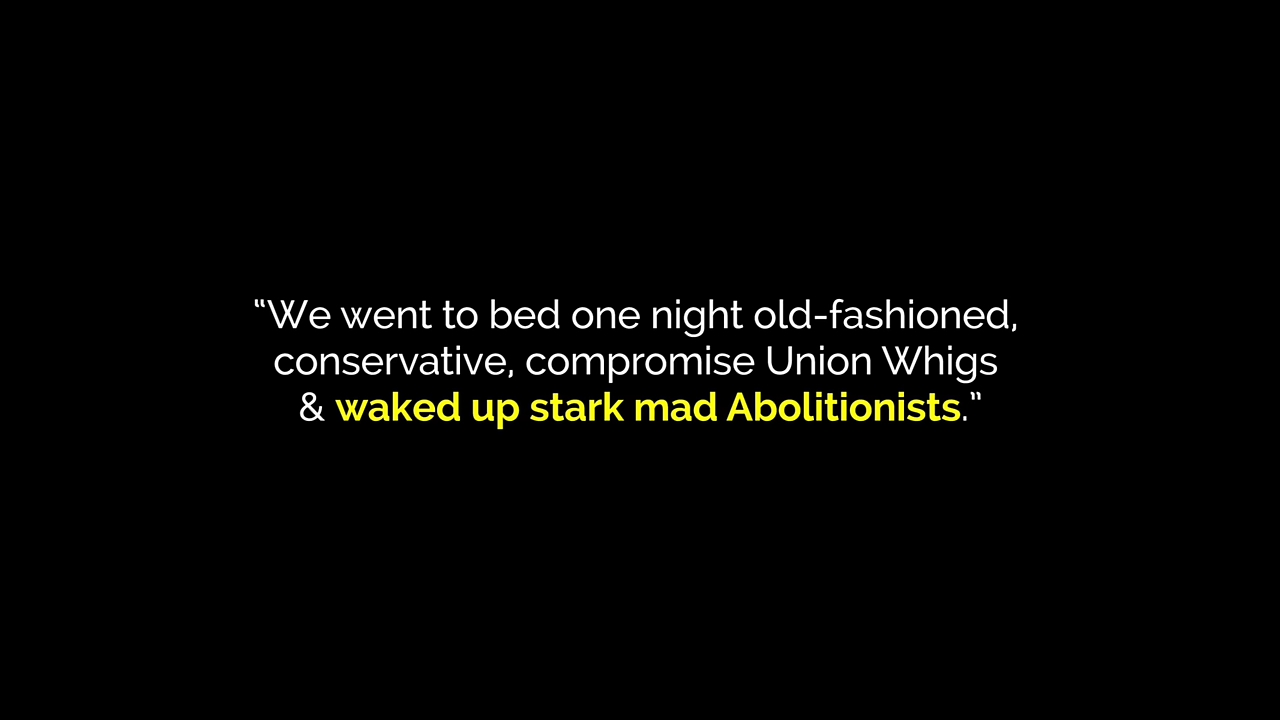 “We went to bed one night old-fashioned,
conservative, compromise Union Whigs
& waked up stark mad Abolitionists.”